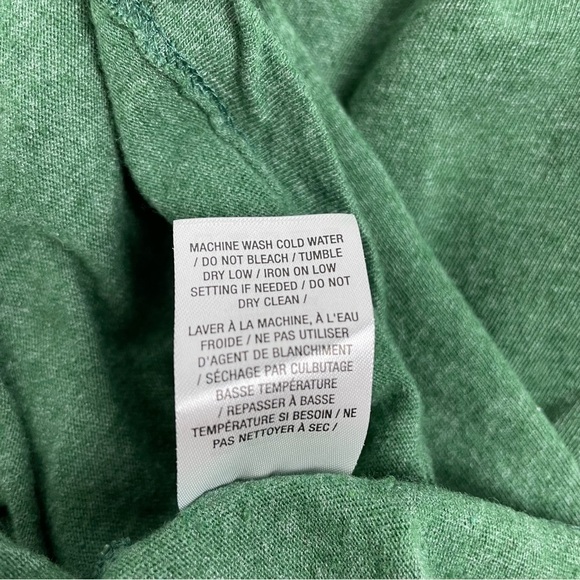 MACHINE WASH COLD WATER
/ DO NOT BLEACH / TUMBLE
DRY LOW / IRON ON LOW
SETTING IF NEEDED / DO NOT
DRY CLEAN /
LAVER À LA MACHINE, À L'EAU
FROIDE / NE PAS UTILISER
D'AGENT DE BLANCHIMENT
/ SÉCHAGE PAR CULBUTAGE
BASSE TEMPÉRATURE
/ REPASSER À BASSE
TEMPÉRATURE SI BESOIN / NE
PAS NETTOYER À SEC /